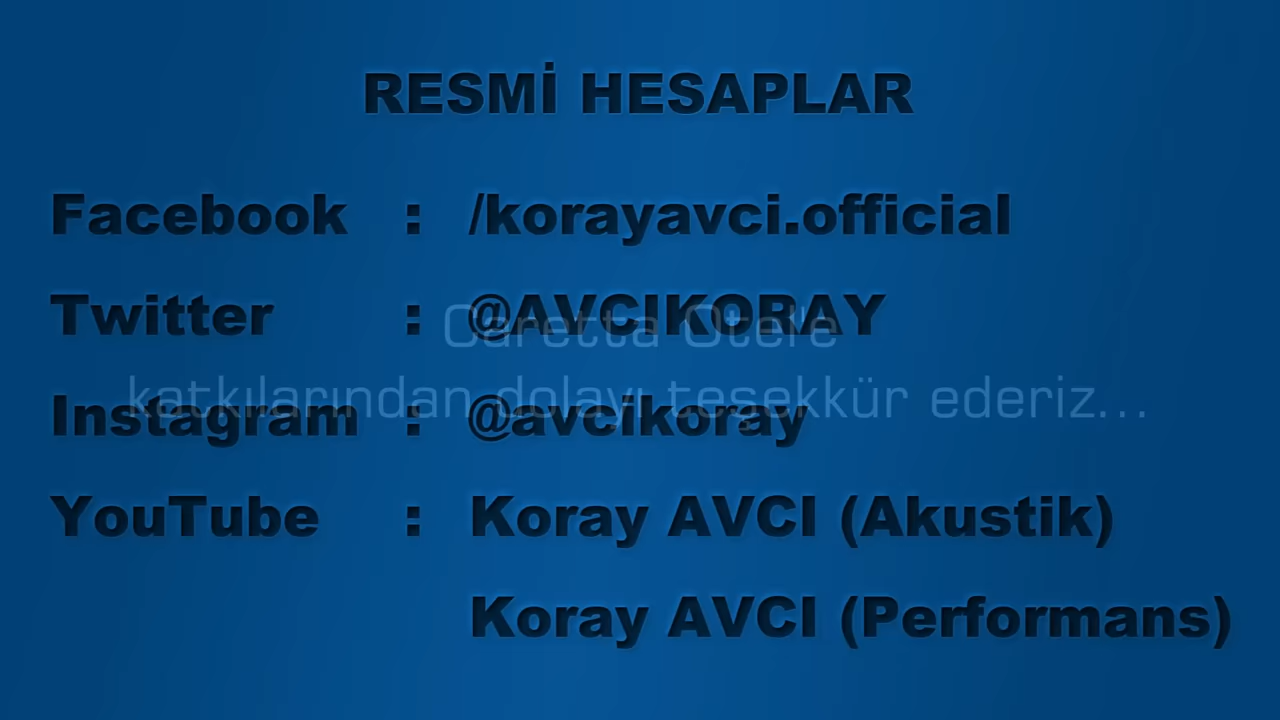 RESMİ HESAPLAR
Facebook : /korayavci.official
Twitter : @AVCIKORAY
Caretta Otel'e
katkılarından dolayı teşekkür ederiz...
Instagram : @avcikoray
YouTube : Koray AVCI (Akustik)
Koray AVCI (Performans)